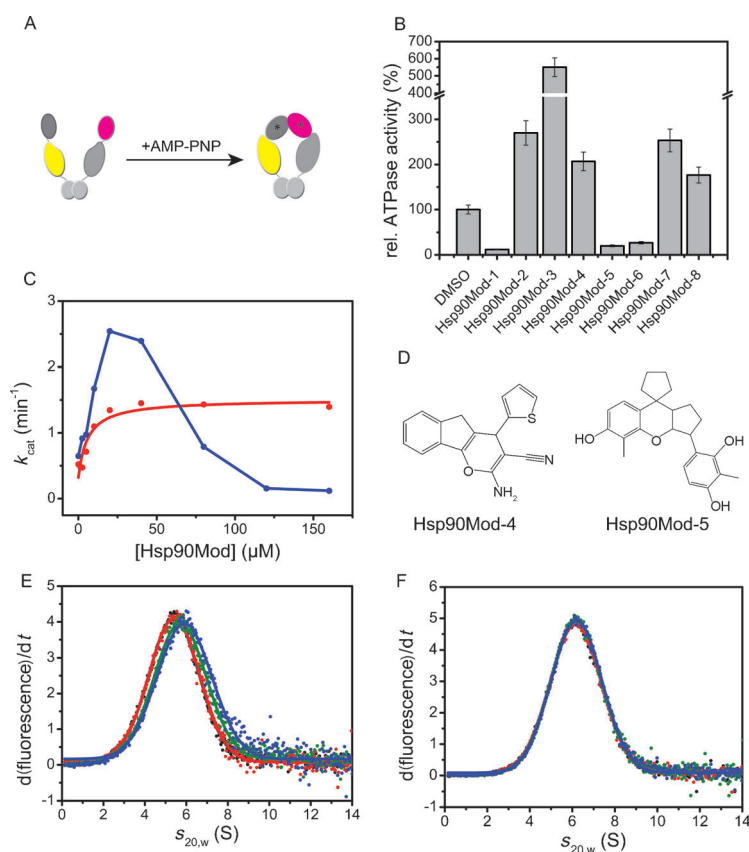 A
+AMP-PNP
*
*
B
rel. ATPase activity (%)
700
600
500
400
200
100
0
DMSO
Hsp90Mod-1
Hsp90Mod-2
Hsp90Mod-3
Hsp90Mod-4
Hsp90Mod-5
Hsp90Mod-6
Hsp90Mod-7
Hsp90Mod-8
C
k cat (min⁻¹)
3
2
1
0
0
50
100
150
[Hsp90Mod] (µM)
D
S
O
N
NH₂
Hsp90Mod-4
HO
O
OH
OH
Hsp90Mod-5
E
d(fluorescence)/dt
5
4
3
2
1
0
-1
0 2 4 6 8 10 12 14
s20,w (S)
F
d(fluorescence)/dt
6
5
4
3
2
1
0
-1
0 2 4 6 8 10 12 14
s20,w (S)